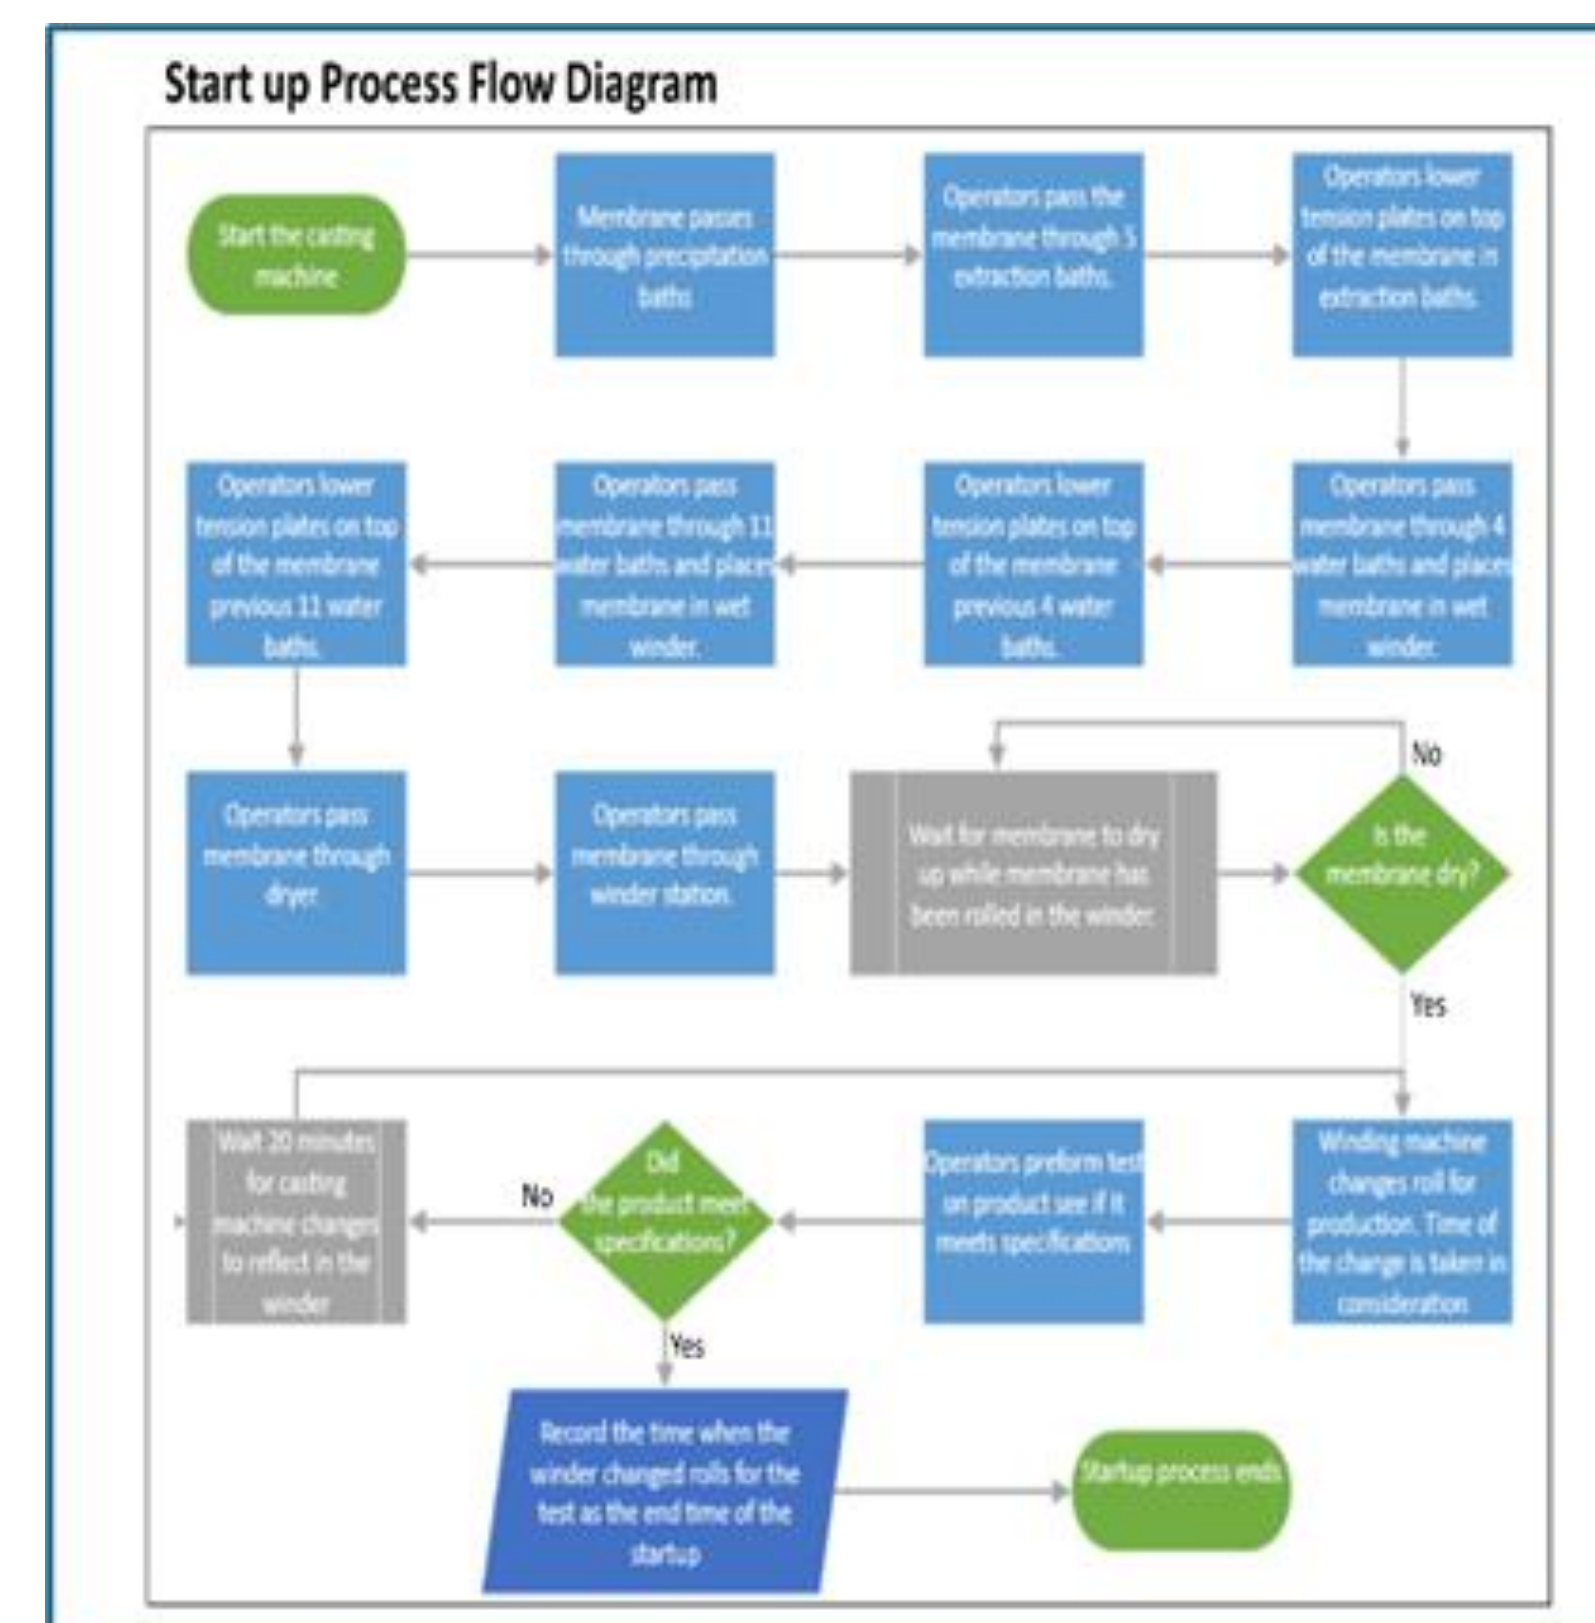 Start up Process Flow Diagram
Start the casting
machine
Membrane passes
through precipitation
baths
Operators pass the
membrane through 5
extraction baths.
Operators lower
tension plates on top
of the membrane in
extraction baths.
Operators pass
membrane through 4
water baths and places
membrane in wet
winder.
Operators lower
tension plates on top
of the membrane
previous 4 water
baths.
Operators pass
membrane through 11
water baths and places
membrane in wet
winder.
Operators lower
tension plates on top
of the membrane
previous 11 water
baths.
Operators pass
membrane through
dryer.
Operators pass
membrane through
winder station.
Wait for membrane to dry
up while membrane has
been rolled in the winder.
Is the
membrane dry?
No
Yes
Winding machine
changes roll for
production. Time of
the change is taken in
consideration
Operators preform test
on product see if it
meets specifications
Did
the product meet
specifications?
No
Wait 20 minutes
for casting
machine changes
to reflect in the
winder
Yes
Record the time when the
winder changed rolls for the
test as the end time of the
startup
Startup process ends